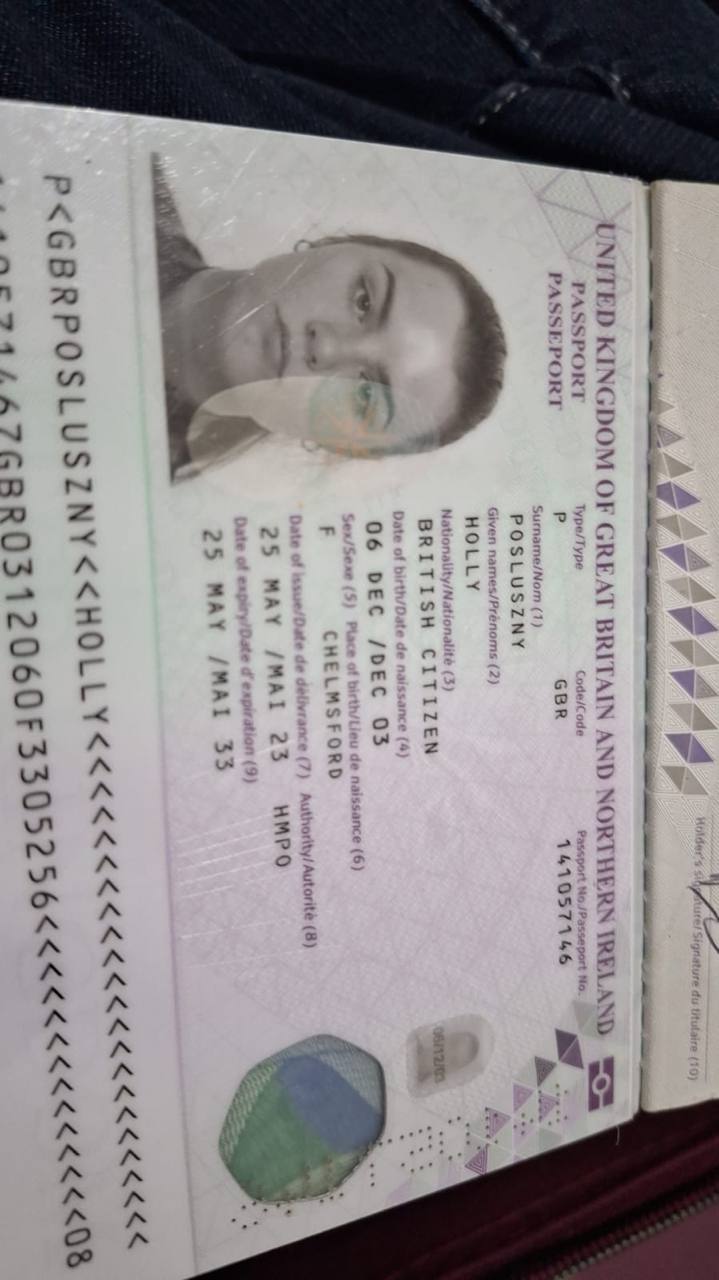 Holder's signature/Signature du titulaire (10)
UNITED KINGDOM OF GREAT BRITAIN AND NORTHERN IRELAND
PASSPORT
PASSEPORT
Type/Type Code/Code Passport No./Passeport No.
P GBR 141057146
Surname/Nom (1)
POSLUSZNY
Given names/Prénoms (2)
HOLLY
Nationality/Nationalité (3)
BRITISH CITIZEN
Date of birth/Date de naissance (4)
06 DEC /DEC 03
06/12/03
Sex/Sexe (5) Place of birth/Lieu de naissance (6)
F CHELMSFORD
Date of issue/Date de délivrance (7) Authority/Autorité (8)
25 MAY /MAI 23 HMPO
Date of expiry/Date d'expiration (9)
25 MAY /MAI 33
P<GBRPOSLUSZNY<<HOLLY<<<<<<<<<<<<<<<<<<<<<<<
1410571467GBR0312060F3305256<<<<<<<<<<<<<<08